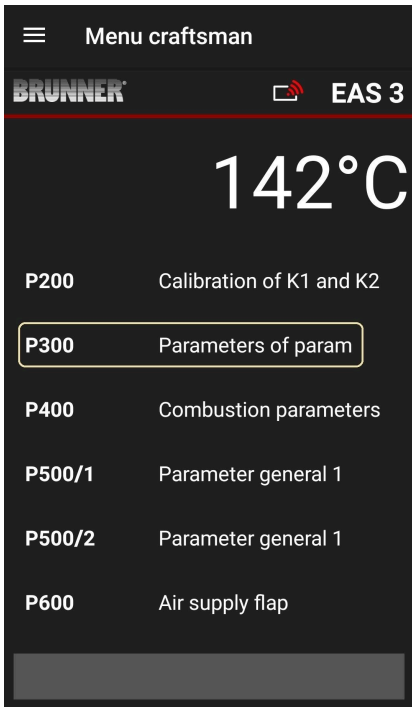 Menu craftsman
BRUNNER® EAS 3
142°C
P200 Calibration of K1 and K2
P300 Parameters of param
P400 Combustion parameters
P500/1 Parameter general 1
P500/2 Parameter general 1
P600 Air supply flap